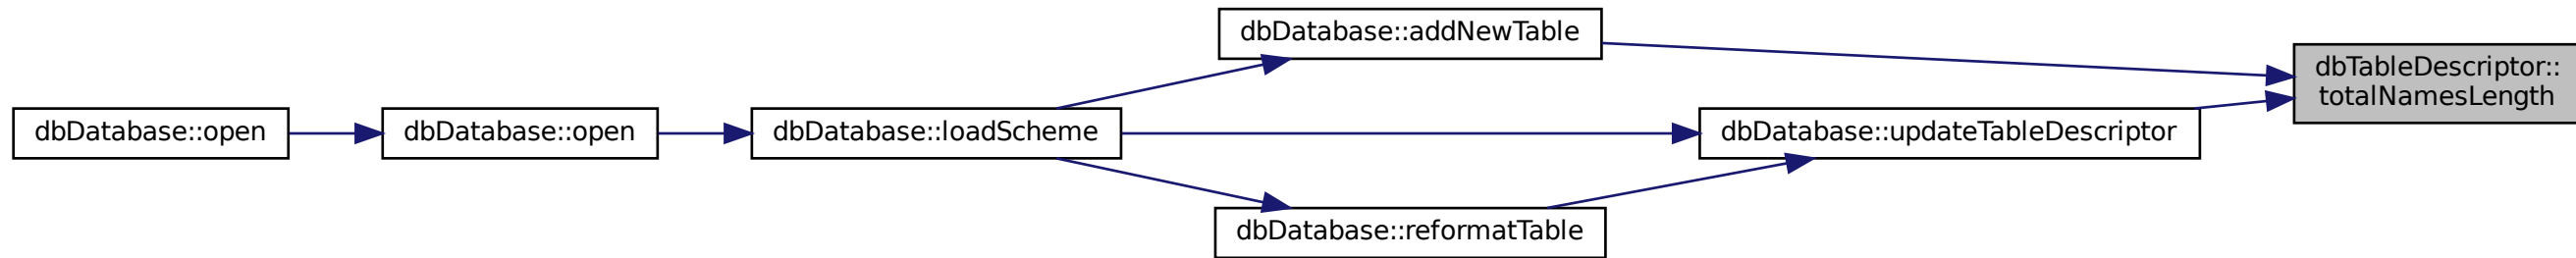 dbDatabase::addNewTable
dbTableDescriptor::
totalNamesLength
dbDatabase::open
dbDatabase::open
dbDatabase::loadScheme
dbDatabase::updateTableDescriptor
dbDatabase::reformatTable